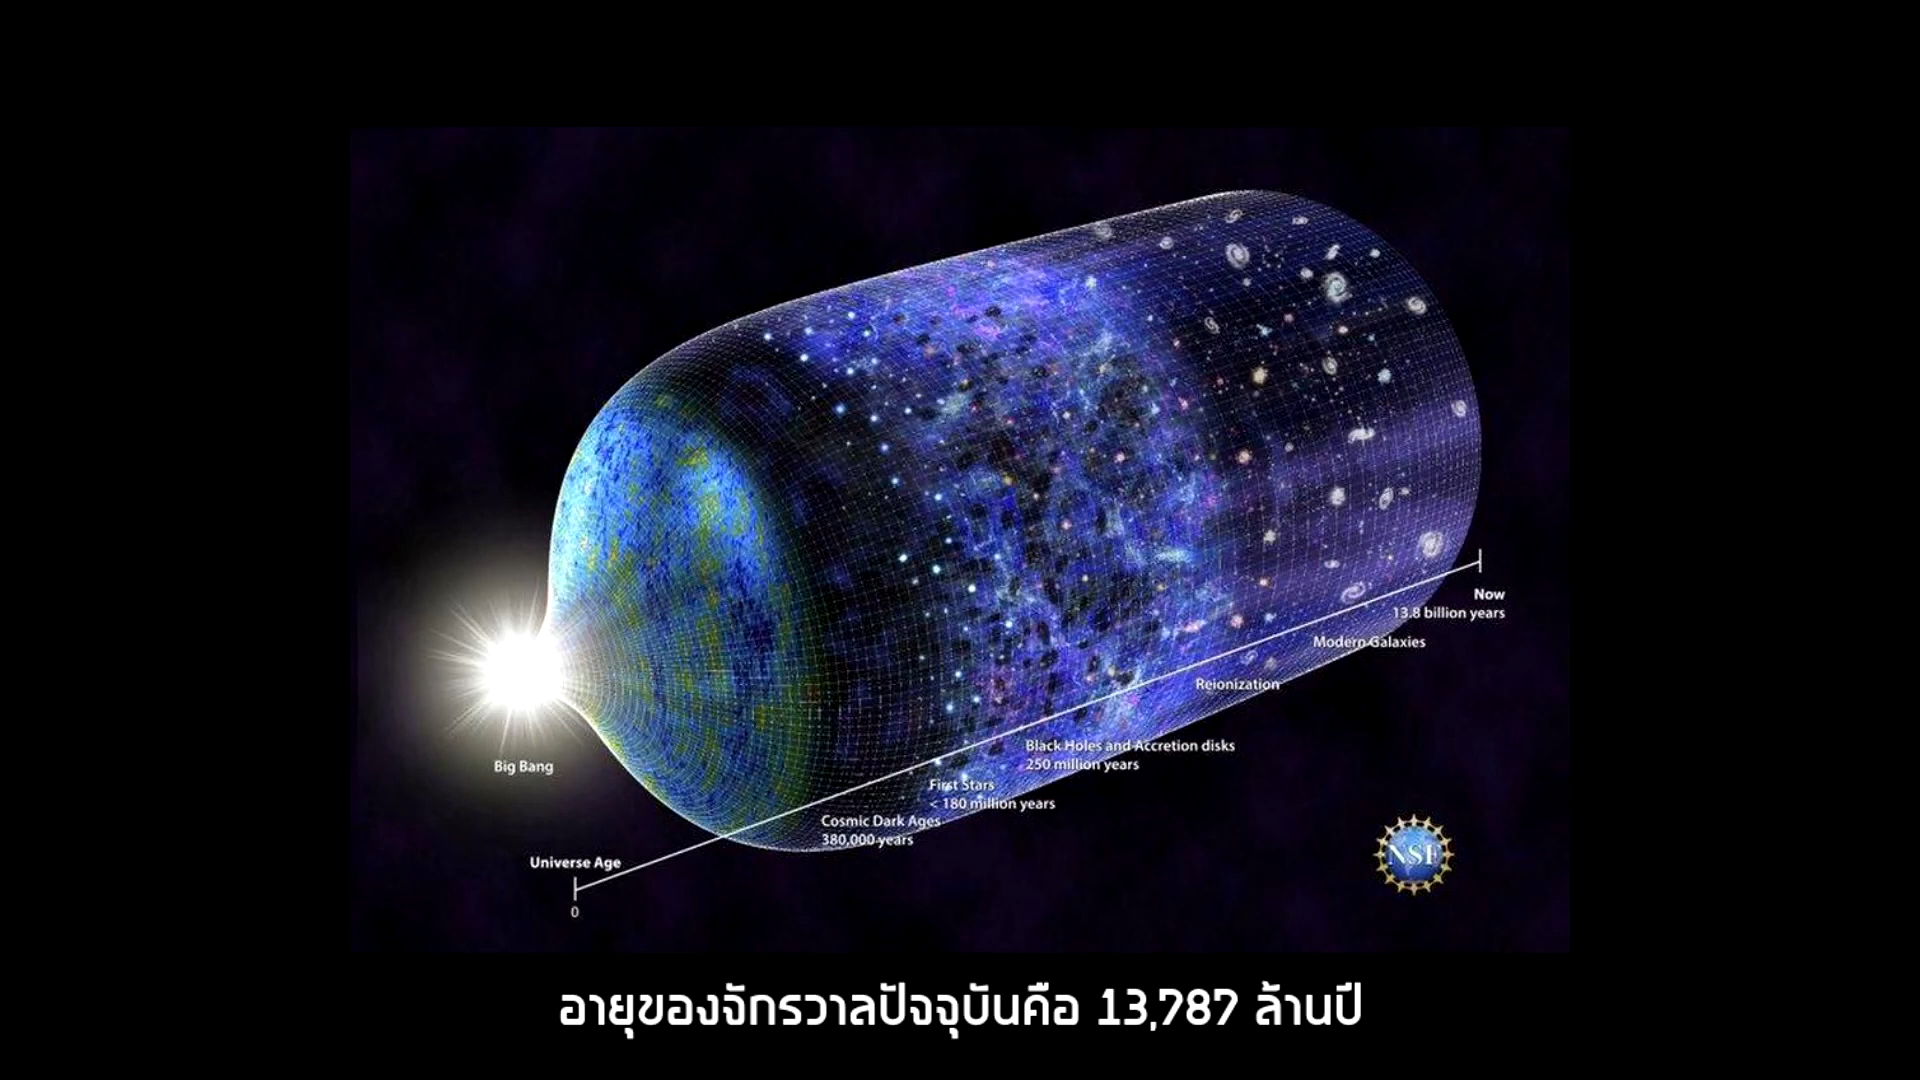 Now
13.8 billion years
Modern Galaxies
Reionization
Black Holes and Accretion disks
250 million years
First Stars
< 180 million years
Cosmic Dark Ages
380,000 years
Big Bang
Universe Age
0
NSF
อายุของจักรวาลปัจจุบันคือ 13,787 ล้านปี